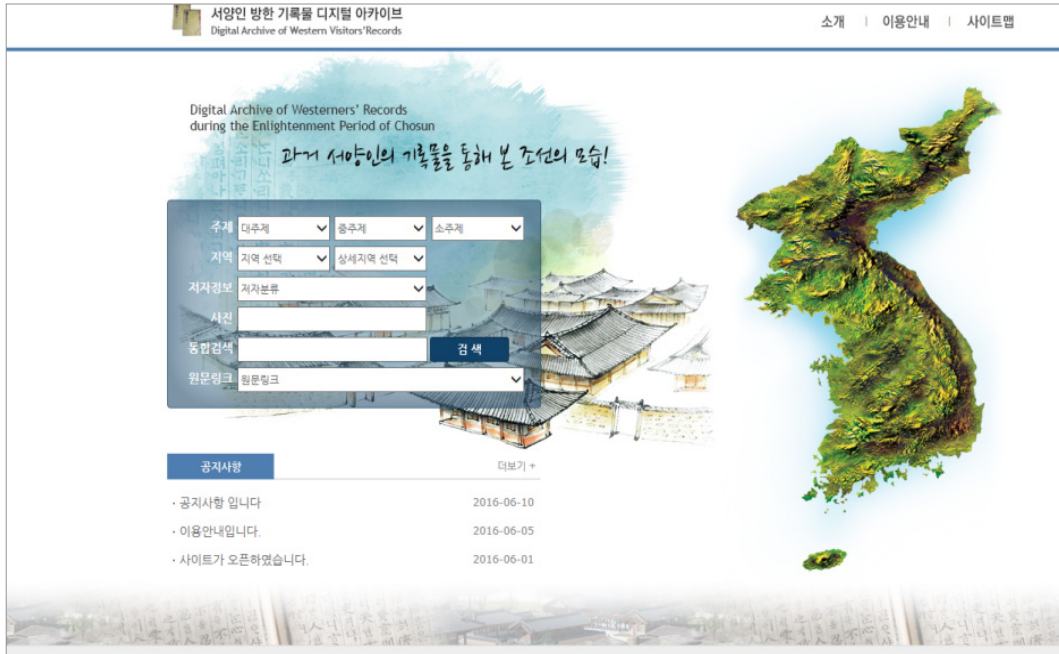 서양인 방한 기록물 디지털 아카이브
Digital Archive of Western Visitors'Records
소개 | 이용안내 | 사이트맵
Digital Archive of Westerners' Records
during the Enlightenment Period of Chosun
과거 서양인의 기록물을 통해 본 조선의 모습!
주제 대주제 중주제 소주제
지역 지역 선택 상세지역 선택
저자정보 저자분류
사진
통합검색 검 색
원문링크 원문링크
공지사항 더보기 +
· 공지사항 입니다 2016-06-10
· 이용안내입니다. 2016-06-05
· 사이트가 오픈하였습니다. 2016-06-01